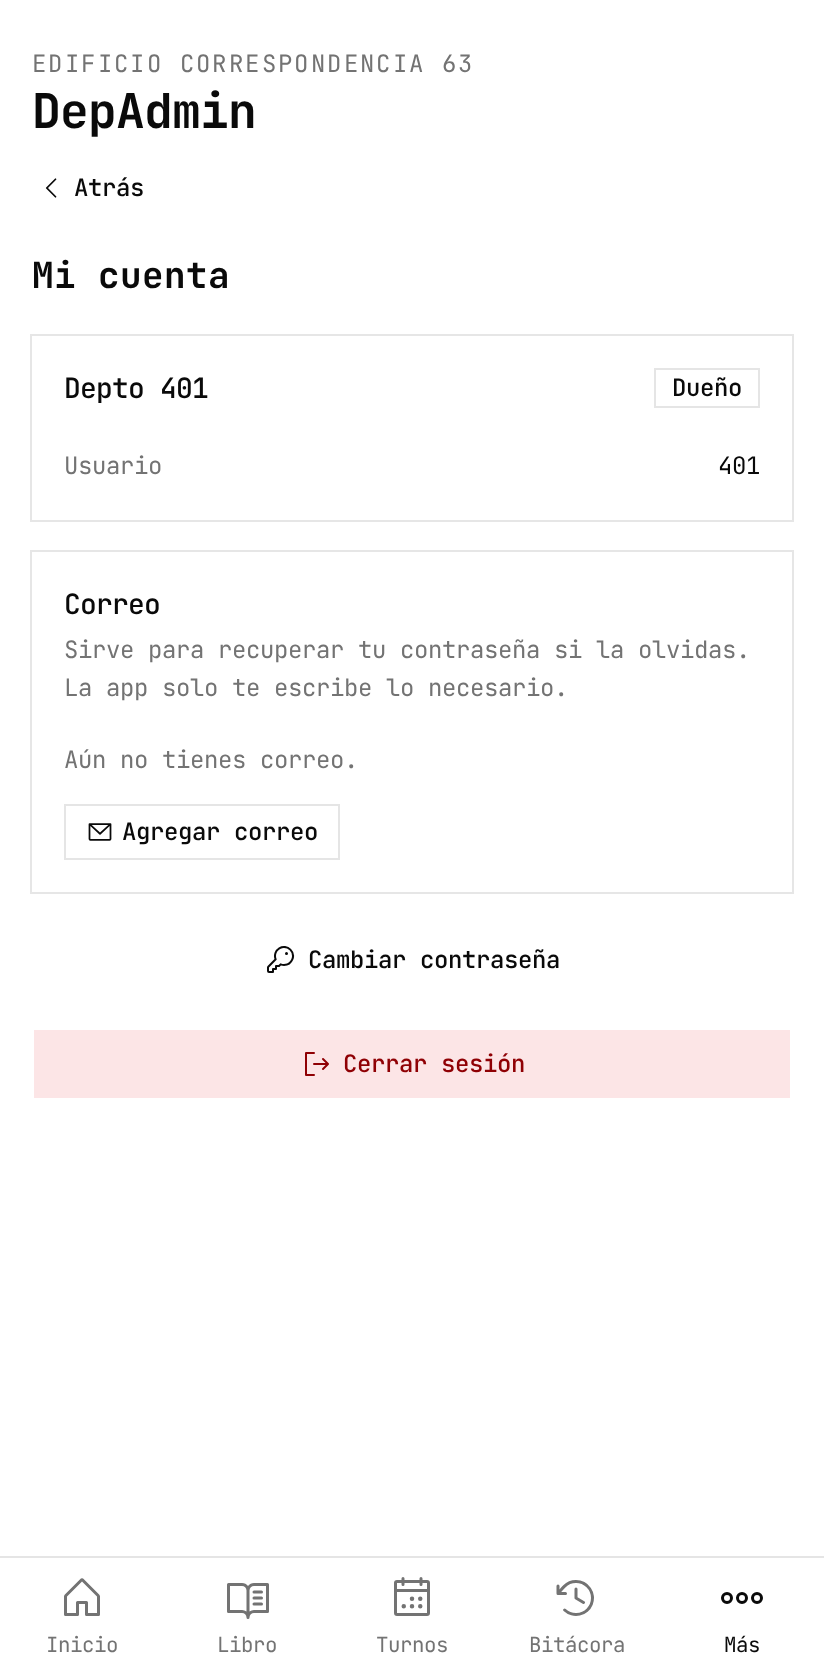 EDIFICIO CORRESPONDENCIA 63
DepAdmin
Atrás
Mi cuenta
Depto 401
Dueño
Usuario
401
Correo
Sirve para recuperar tu contraseña si la olvidas.
La app solo te escribe lo necesario.
Aún no tienes correo.
Agregar correo
Cambiar contraseña
Cerrar sesión
Inicio
Libro
Turnos
Bitácora
Más